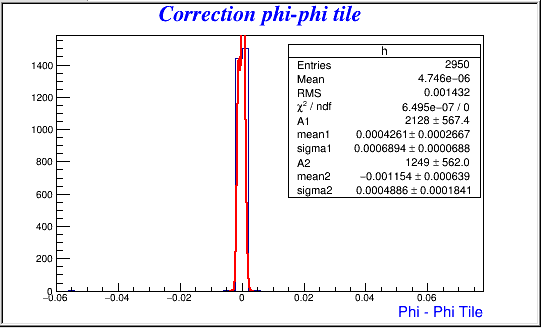 Correction phi-phi tile
h
Entries 2950
Mean 4.746e-06
RMS 0.001432
χ² / ndf 6.495e-07 / 0
A1 2128 ± 567.4
mean1 0.0004261 ± 0.0002667
sigma1 0.0006894 ± 0.0000688
A2 1249 ± 562.0
mean2 −0.001154 ± 0.000639
sigma2 0.0004886 ± 0.0001841
1400
1200
1000
800
600
400
200
0
−0.06 −0.04 −0.02 0 0.02 0.04 0.06
Phi - Phi Tile